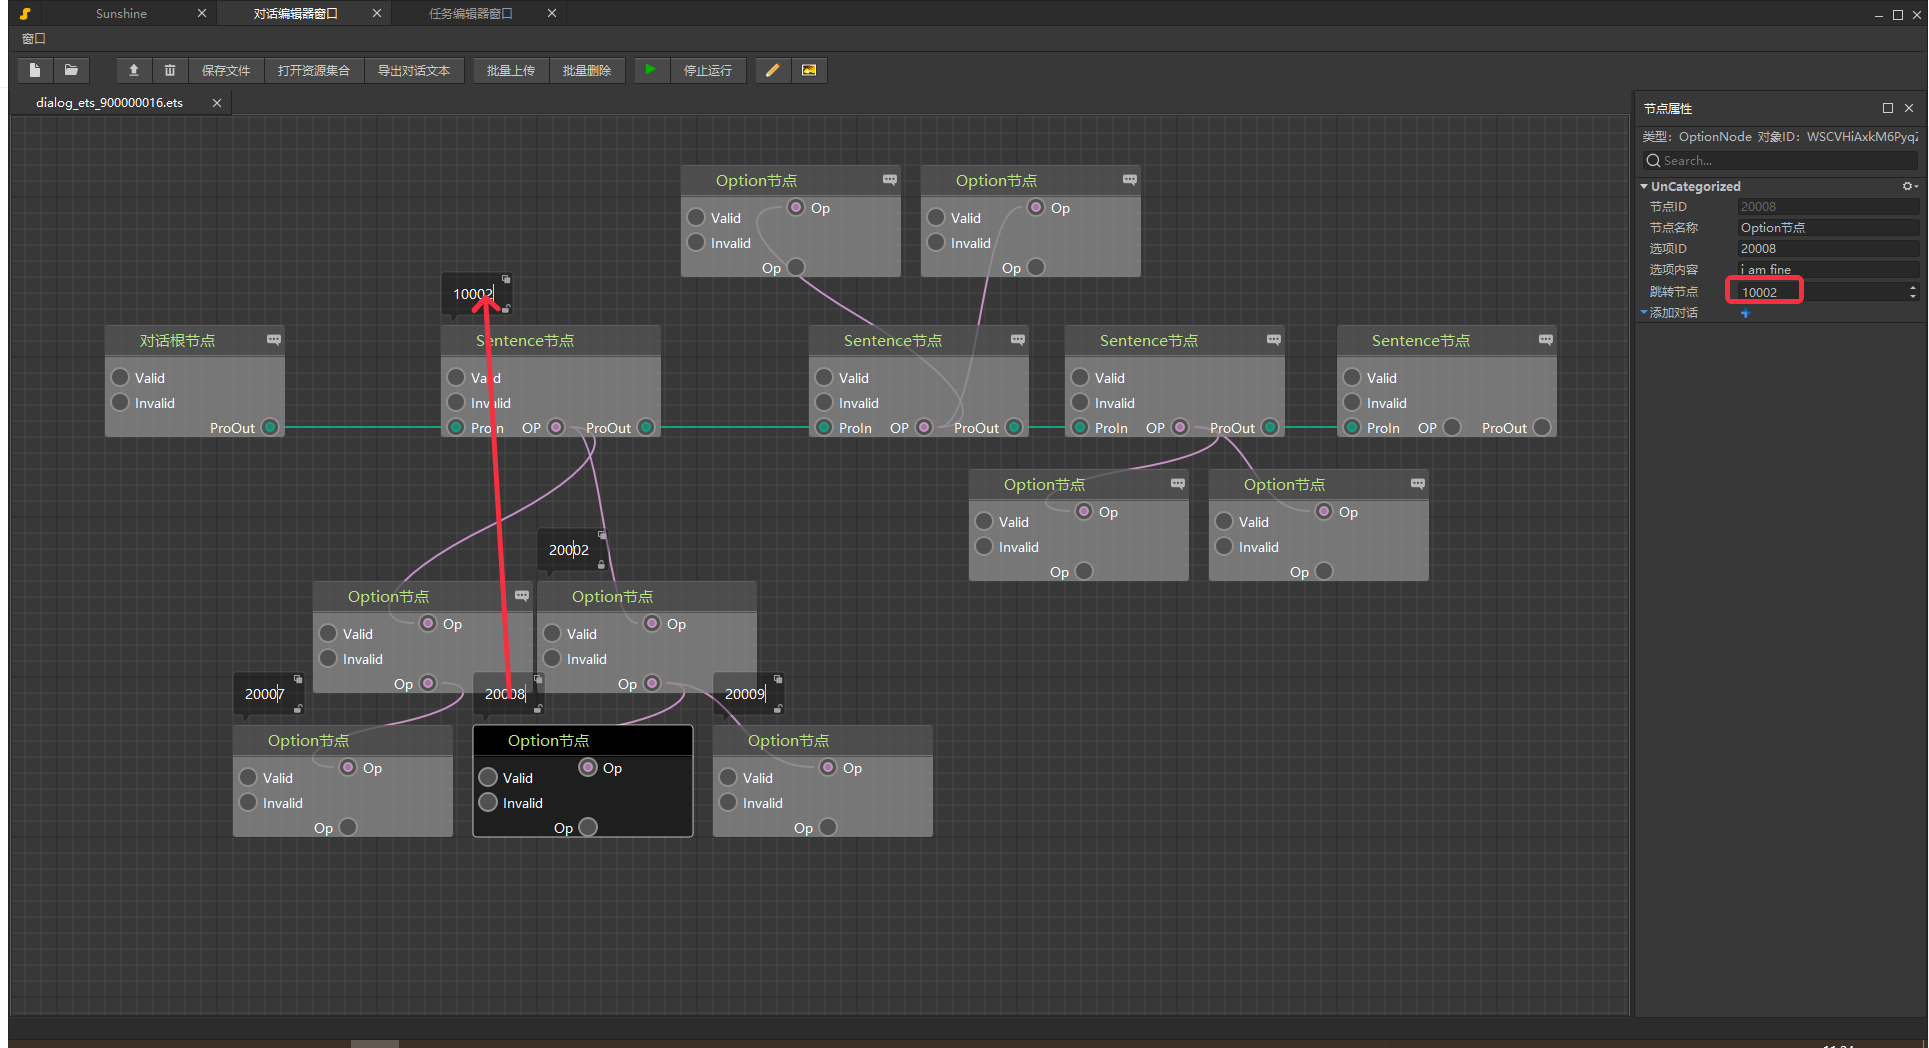 Sunshine
对话编辑器窗口
任务编辑器窗口
窗口
保存文件
打开资源集合
导出对话文本
批量上传
批量删除
停止运行
dialog_ets_900000016.ets
Option节点
Op
Valid
Invalid
Op
Option节点
Op
Valid
Invalid
Op
10002
对话根节点
Valid
Invalid
ProOut
Sentence节点
Valid
Invalid
ProIn OP ProOut
Sentence节点
Valid
Invalid
ProIn OP ProOut
Sentence节点
Valid
Invalid
ProIn OP ProOut
Sentence节点
Valid
Invalid
ProIn OP ProOut
Option节点
Op
Valid
Invalid
Op
Option节点
Op
Valid
Invalid
Op
20002
Option节点
Op
Valid
Invalid
Op
Option节点
Op
Valid
Invalid
Op
20007
Option节点
Op
Valid
Invalid
Op
20008
Option节点
Op
Valid
Invalid
Op
20009
Option节点
Op
Valid
Invalid
Op
节点属性
类型: OptionNode 对象ID:
Search...
UnCategorized
节点ID 20008
节点名称 Option节点
选项ID 20008
选项内容 i am fine
跳转节点 10002
添加对话